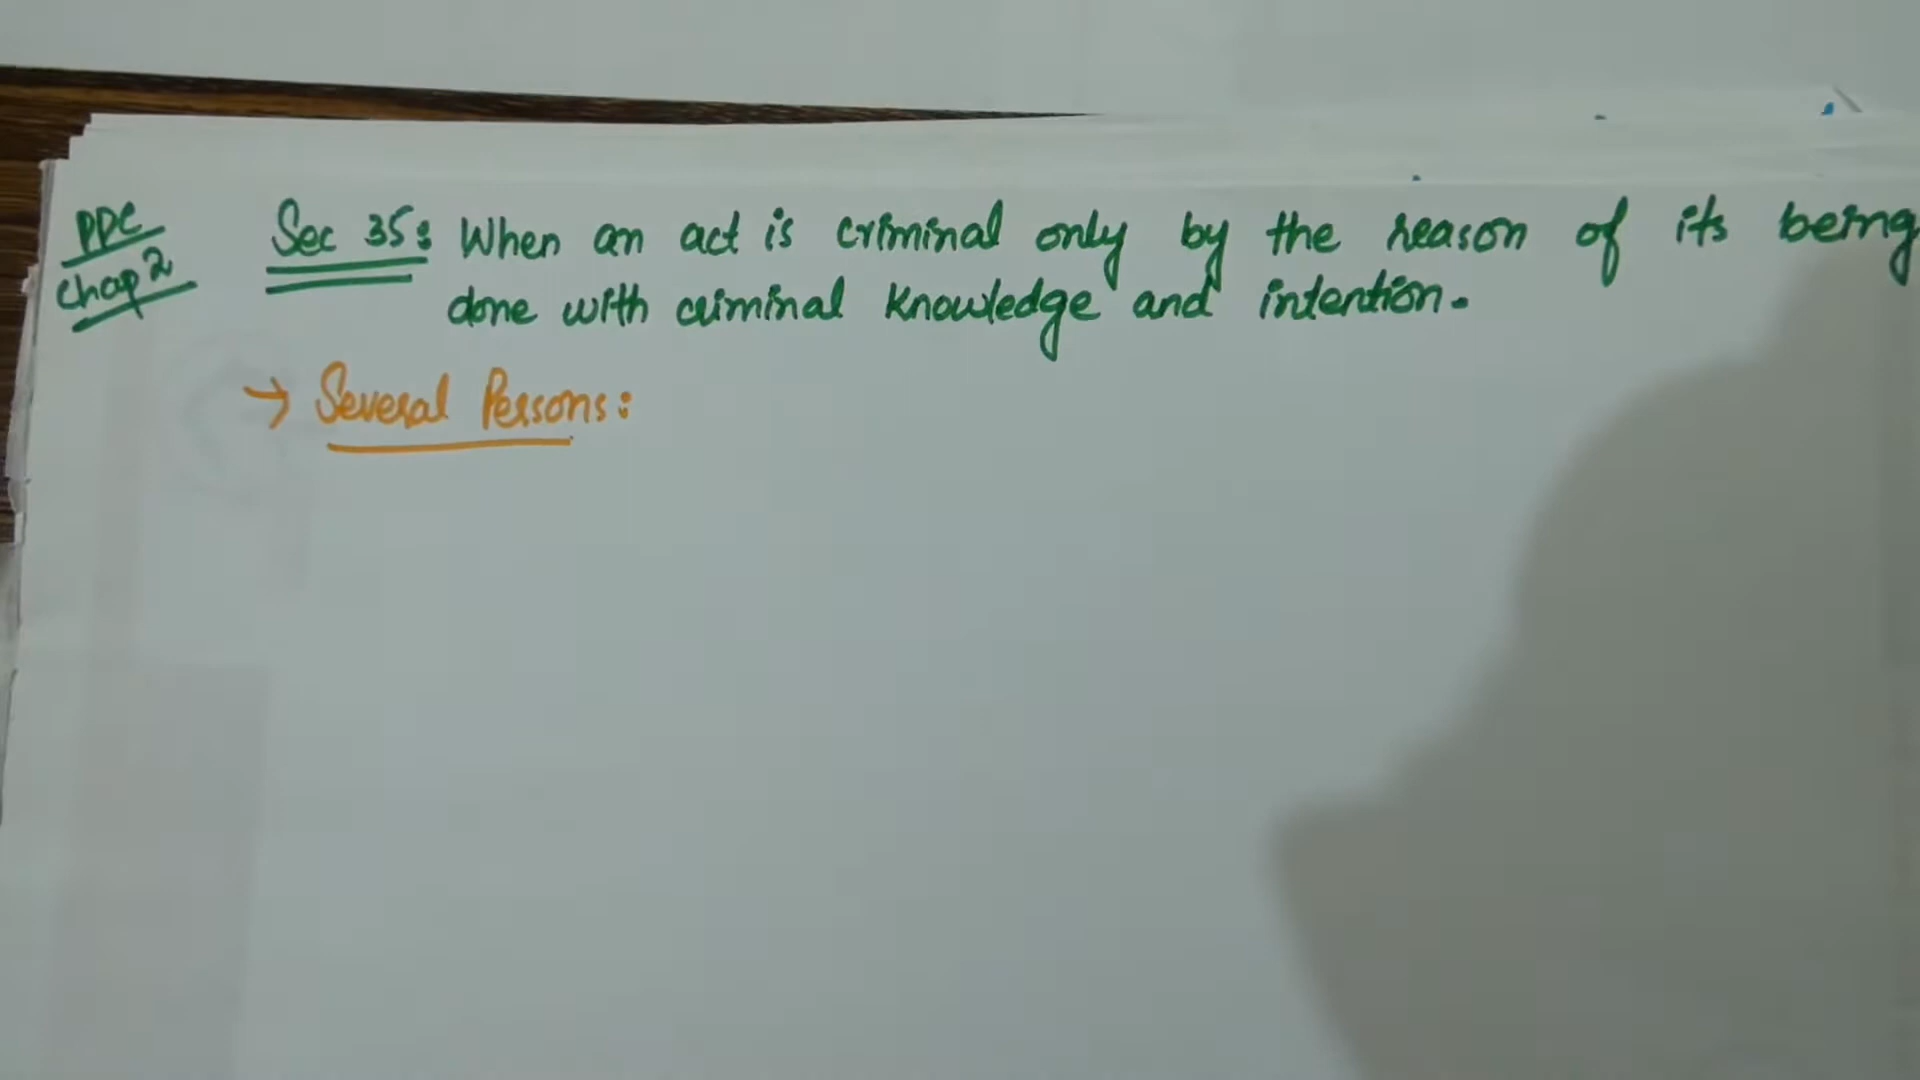 PPC
Chap 2
Sec 35: When an act is criminal only by the reason of its being
done with criminal knowledge and intention.
→ Several Persons: